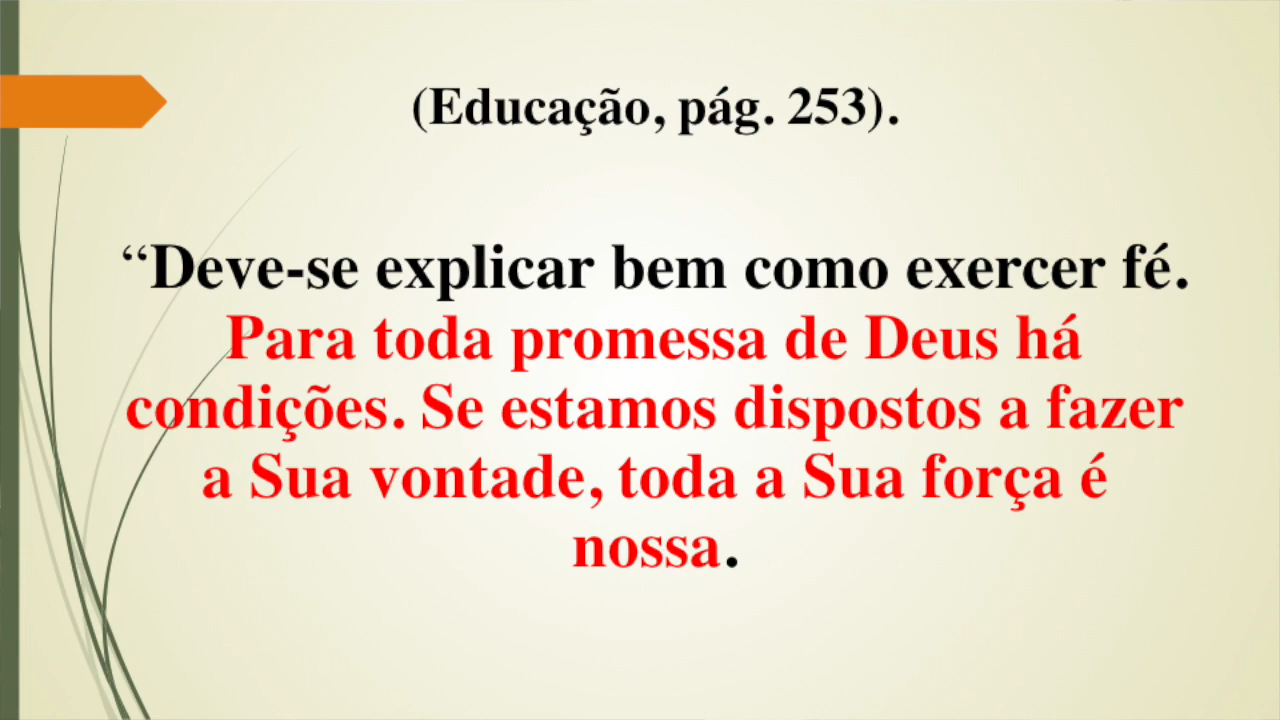 (Educação, pág. 253).
“Deve-se explicar bem como exercer fé.
Para toda promessa de Deus há
condições. Se estamos dispostos a fazer
a Sua vontade, toda a Sua força é
nossa.